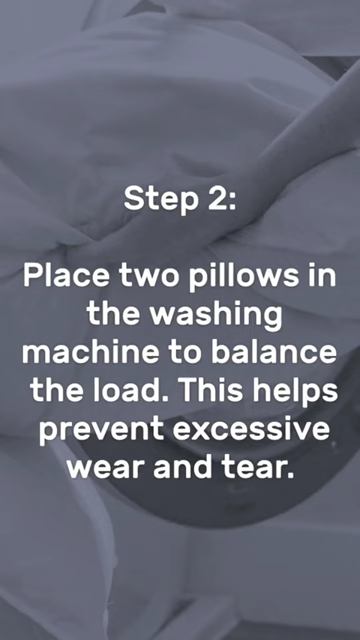 Step 2:
Place two pillows in
the washing
machine to balance
the load. This helps
prevent excessive
wear and tear.